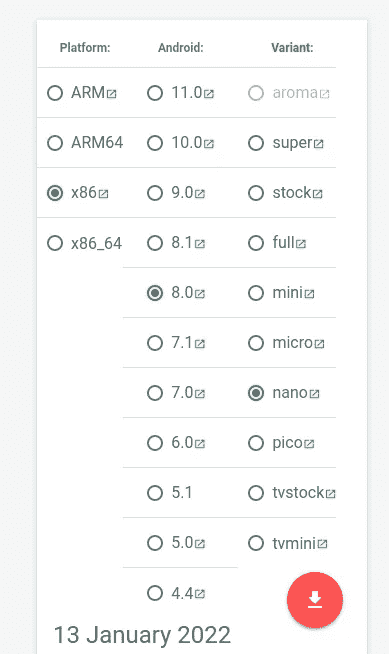 Platform: Android: Variant:
ARM 11.0 aroma
ARM64 10.0 super
x86 9.0 stock
x86_64 8.1 full
8.0 mini
7.1 micro
7.0 nano
6.0 pico
5.1 tvstock
5.0 tvmini
4.4
13 January 2022